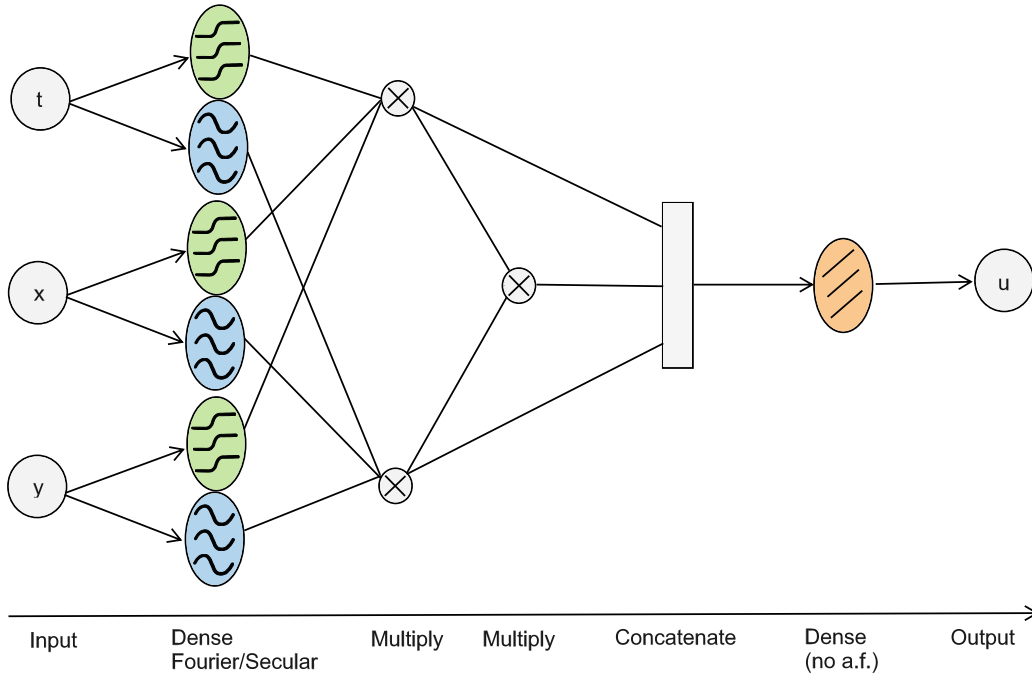 t
x
y
u
Input
Dense
Fourier/Secular
Multiply
Multiply
Concatenate
Dense
(no a.f.)
Output